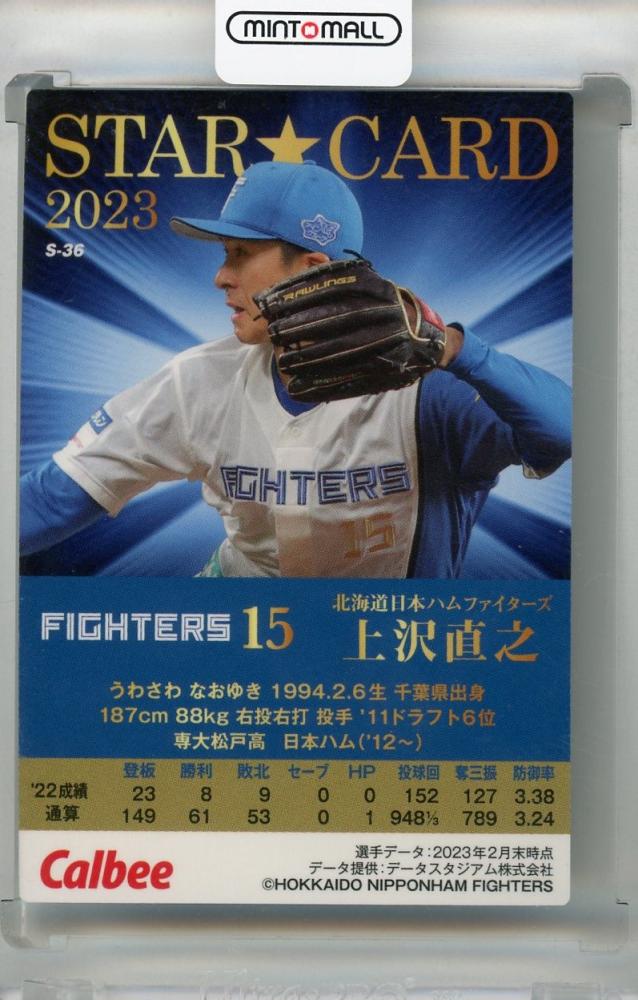 MINTMALL
STAR★CARD
2023
S-36
RAWLINGS
FIGHTERS
15
FIGHTERS 15
北海道日本ハムファイターズ
上沢直之
うわさわ なおゆき 1994.2.6生 千葉県出身
187cm 88kg 右投右打 投手 '11ドラフト6位
専大松戸高 日本ハム('12〜)
登板 勝利 敗北 セーブ HP 投球回 奪三振 防御率
'22成績 23 8 9 0 0 152 127 3.38
通算 149 61 53 0 1 948⅓ 789 3.24
Calbee
選手データ:2023年2月末時点
データ提供:データスタジアム株式会社
©HOKKAIDO NIPPONHAM FIGHTERS